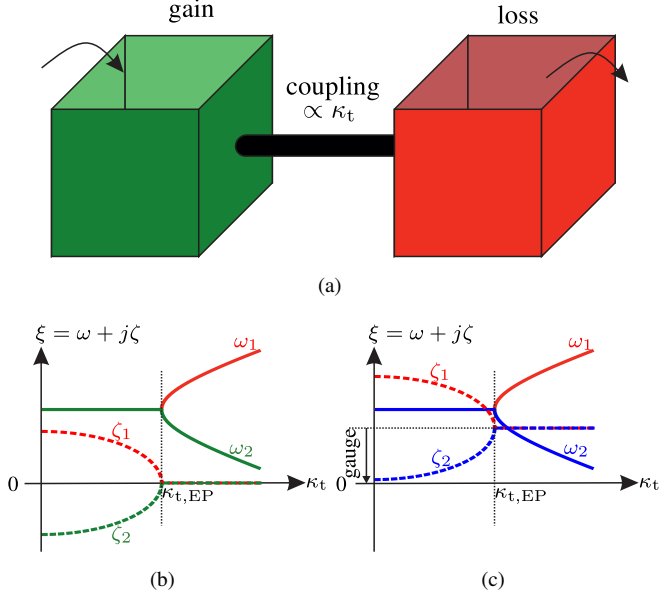 gain
loss
coupling
∝ κt
(a)
ξ = ω + jζ
ω1
ζ1
ω2
0
κt
κt,EP
ζ2
(b)
ξ = ω + jζ
ω1
ζ1
gauge
ζ2
ω2
0
κt
κt,EP
(c)